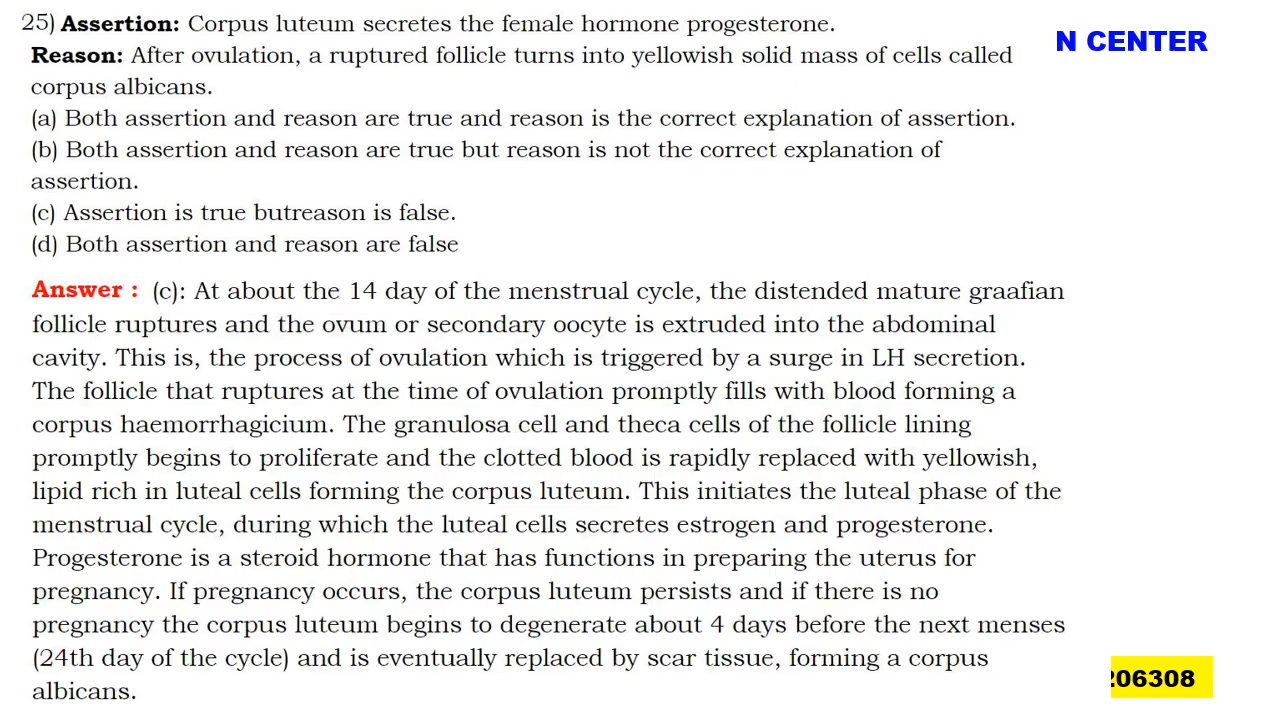 25) Assertion: Corpus luteum secretes the female hormone progesterone.
N CENTER
Reason: After ovulation, a ruptured follicle turns into yellowish solid mass of cells called
corpus albicans.
(a) Both assertion and reason are true and reason is the correct explanation of assertion.
(b) Both assertion and reason are true but reason is not the correct explanation of
assertion.
(c) Assertion is true butreason is false.
(d) Both assertion and reason are false
Answer : (c): At about the 14 day of the menstrual cycle, the distended mature graafian
follicle ruptures and the ovum or secondary oocyte is extruded into the abdominal
cavity. This is, the process of ovulation which is triggered by a surge in LH secretion.
The follicle that ruptures at the time of ovulation promptly fills with blood forming a
corpus haemorrhagicium. The granulosa cell and theca cells of the follicle lining
promptly begins to proliferate and the clotted blood is rapidly replaced with yellowish,
lipid rich in luteal cells forming the corpus luteum. This initiates the luteal phase of the
menstrual cycle, during which the luteal cells secretes estrogen and progesterone.
Progesterone is a steroid hormone that has functions in preparing the uterus for
pregnancy. If pregnancy occurs, the corpus luteum persists and if there is no
pregnancy the corpus luteum begins to degenerate about 4 days before the next menses
(24th day of the cycle) and is eventually replaced by scar tissue, forming a corpus
albicans.
206308